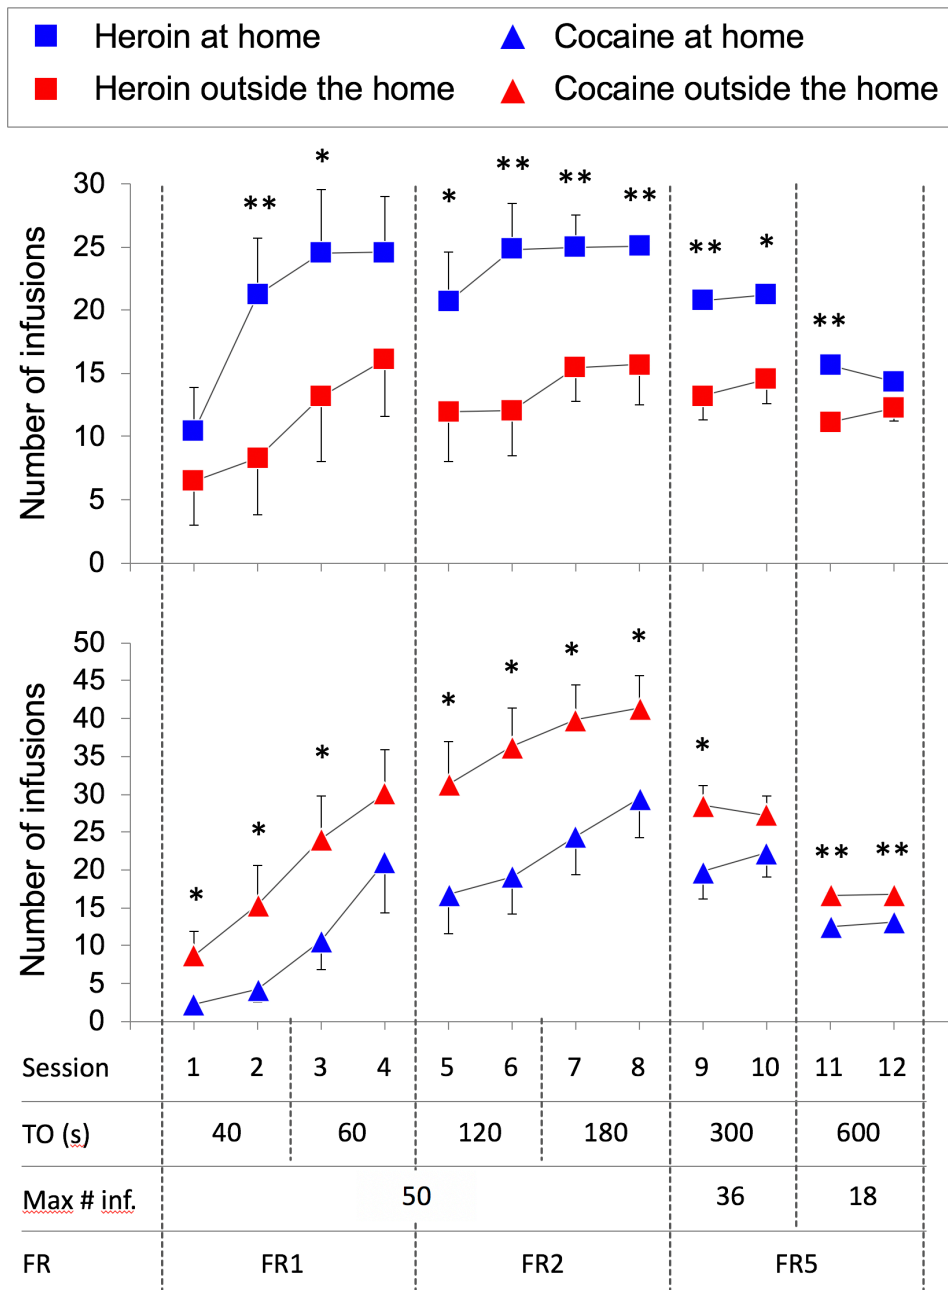 Heroin at home Cocaine at home
Heroin outside the home Cocaine outside the home
Number of infusions
30
25
20
15
10
5
0
* ** * * ** ** ** ** * **
Number of infusions
50
45
40
35
30
25
20
15
10
5
0
* * * * * * * * ** **
Session 1 2 3 4 5 6 7 8 9 10 11 12
TO (s) 40 60 120 180 300 600
Max # inf. 50 36 18
FR FR1 FR2 FR5